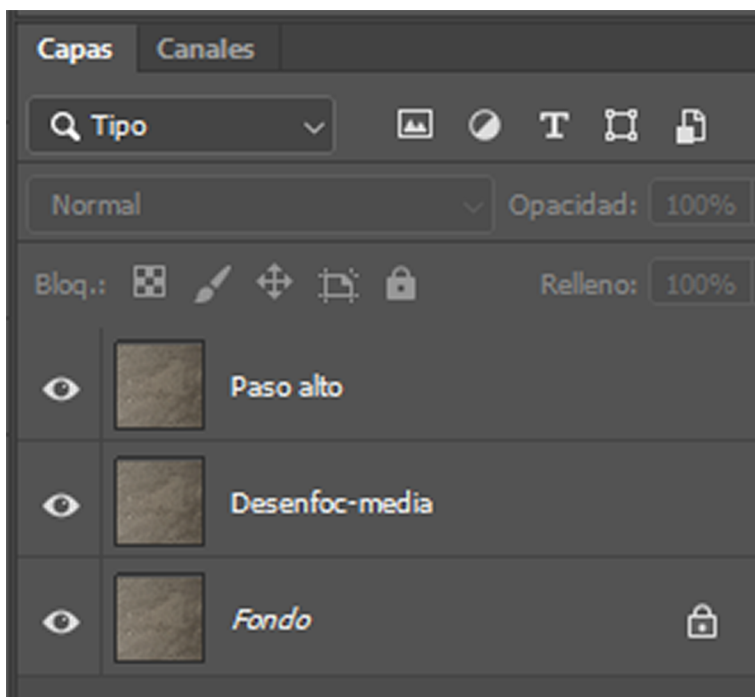 Capas Canales
Tipo
Normal Opacidad: 100%
Bloq.: Relleno: 100%
Paso alto
Desenfoc-media
Fondo